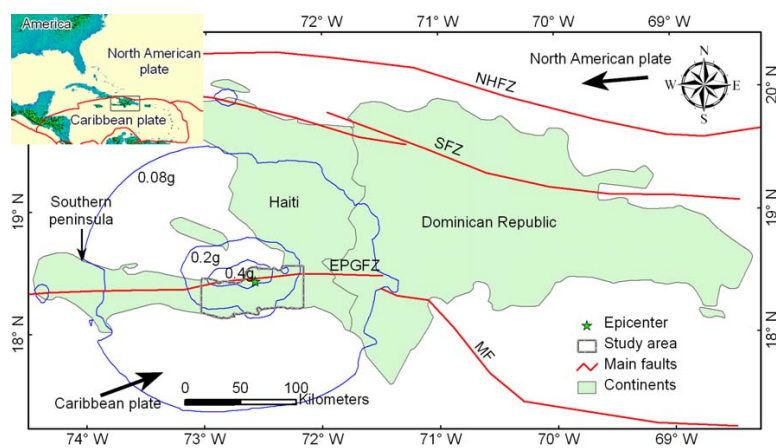 America
North American
plate
Caribbean plate
72°W
71°W
70°W
69°W
North American
plate
N
W
E
S
NHFZ
20°N
SFZ
0.08g
Southern
peninsula
19°N
Haiti
Dominican Republic
19°N
0.2g
0.4g
EPGFZ
18°N
MF
18°N
Epicenter
Study area
Main faults
Continents
0
50
100
Kilometers
Caribbean plate
74°W
73°W
72°W
71°W
70°W
69°W